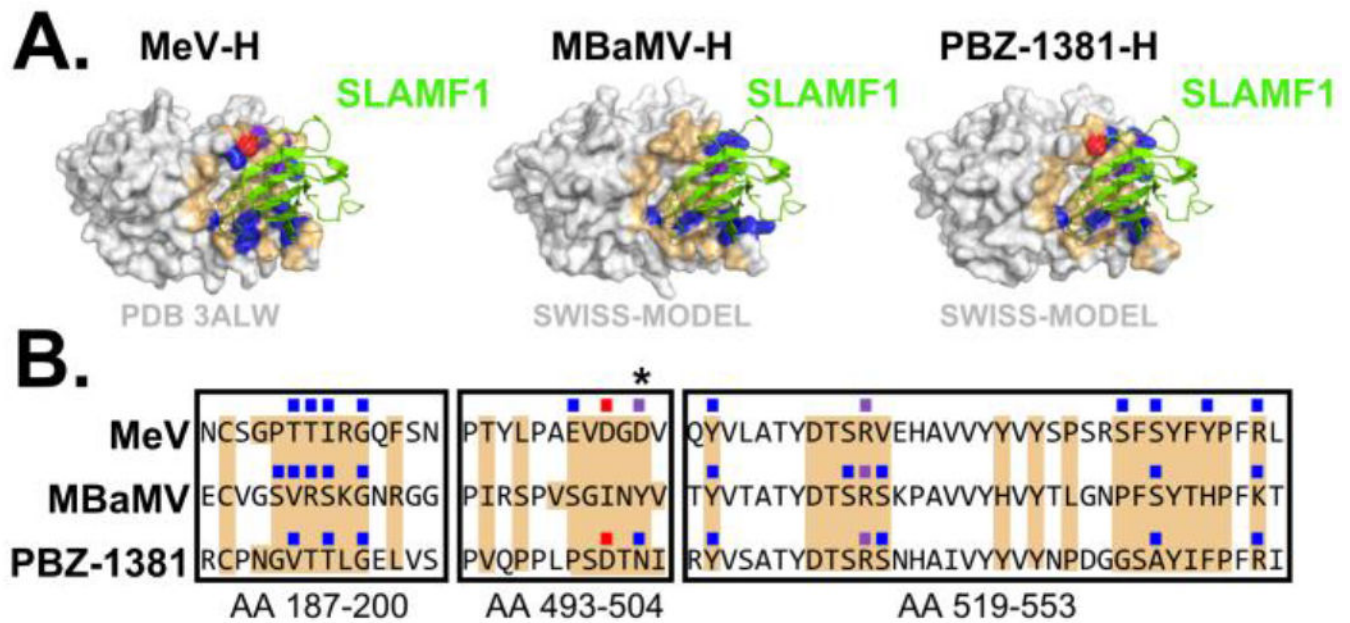 A.
MeV-H MBaMV-H PBZ-1381-H
SLAMF1 SLAMF1 SLAMF1
PDB 3ALW SWISS-MODEL SWISS-MODEL
B.
*
MeV NCSGPTTIRGQFSN PTYLPAEVDGDV QYVLATYDTSRVEHAVVYYVYSPSRSFSYFYPFRL
MBaMV ECVGSVRSKGNRGG PIRSPVSGINYV TYVTATYDTSRSKPAVVYHVYTLGNPFSYTHPFKT
PBZ-1381 RCPNGVTTLGELVS PVQPPLPSDTNI RYVSATYDTSRSNHAIVYYVYNPDGGSAYIFPFRI
AA 187-200 AA 493-504 AA 519-553